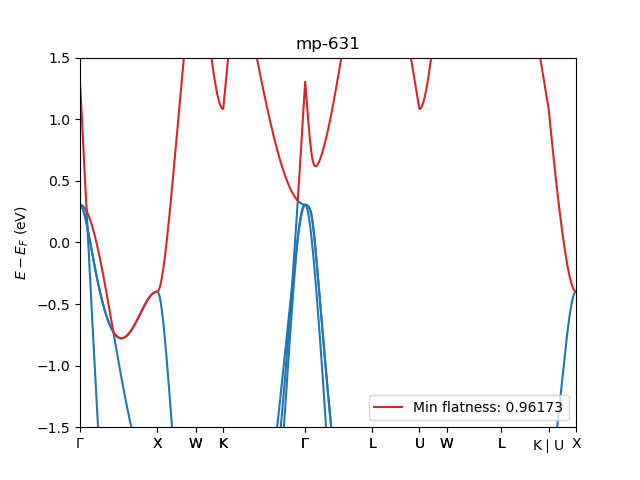 mp-631
1.5
1.0
0.5
0.0
−0.5
−1.0
−1.5
E − E_F (eV)
Min flatness: 0.96173
Γ X W K Γ L U W L K | U X